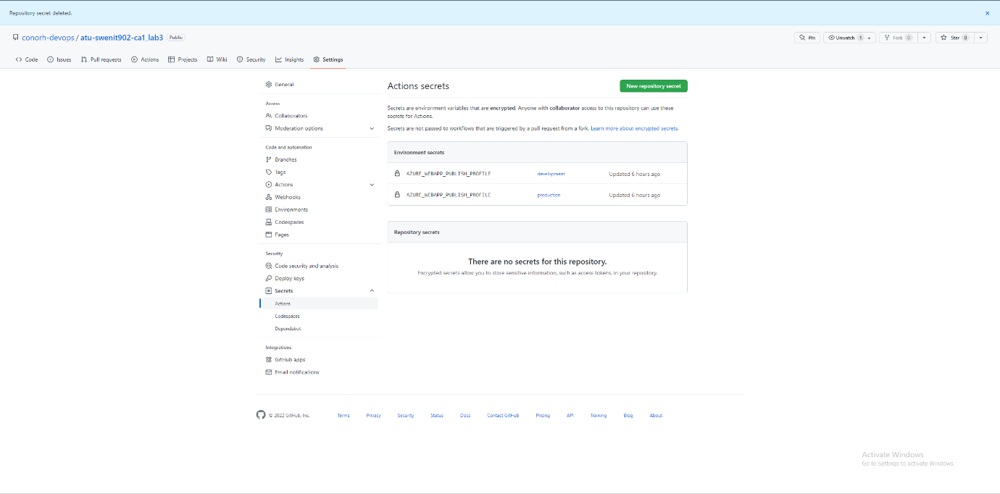 Repository secret deleted.
conorh-devops / atu-swenit902-ca1_lab3 Public
Pin Unwatch 1 Fork 0 Star 0
Code Issues Pull requests Actions Projects Wiki Security Insights Settings
General
Access
Collaborators
Moderation options
Code and automation
Branches
Tags
Actions
Webhooks
Environments
Codespaces
Pages
Security
Code security and analysis
Deploy keys
Secrets
Actions
Codespaces
Dependabot
Integrations
GitHub apps
Email notifications
Actions secrets
New repository secret
Secrets are environment variables that are encrypted. Anyone with collaborator access to this repository can use these
secrets for Actions.
Secrets are not passed to workflows that are triggered by a pull request from a fork. Learn more about encrypted secrets.
Environment secrets
AZURE_WEBAPP_PUBLISH_PROFILE development Updated 6 hours ago
AZURE_WEBAPP_PUBLISH_PROFILE production Updated 6 hours ago
Repository secrets
There are no secrets for this repository.
Encrypted secrets allow you to store sensitive information, such as access tokens, in your repository.
© 2022 GitHub, Inc. Terms Privacy Security Status Docs Contact GitHub Pricing API Training Blog About
Activate Windows
Go to Settings to activate Windows.